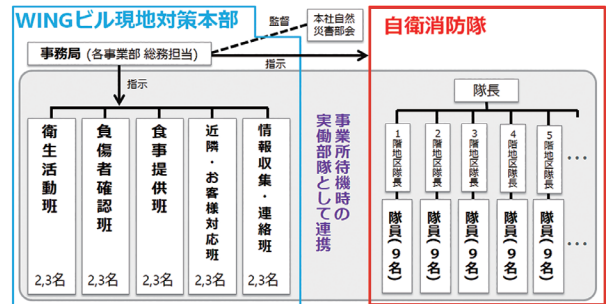 WINGビル現地対策本部
監督
本社自然
災害部会
自衛消防隊
事務局 (各事業部 総務担当)
指示
指示
衛生活動班
2,3名
負傷者確認班
2,3名
食事提供班
2,3名
近隣・お客様対応班
2,3名
情報収集・連絡班
2,3名
事業所待機時の
実働部隊として連携
隊長
1階地区隊長
2階地区隊長
3階地区隊長
4階地区隊長
5階地区隊長
・・・
隊員(9名)
隊員(9名)
隊員(9名)
隊員(9名)
隊員(9名)
・・・